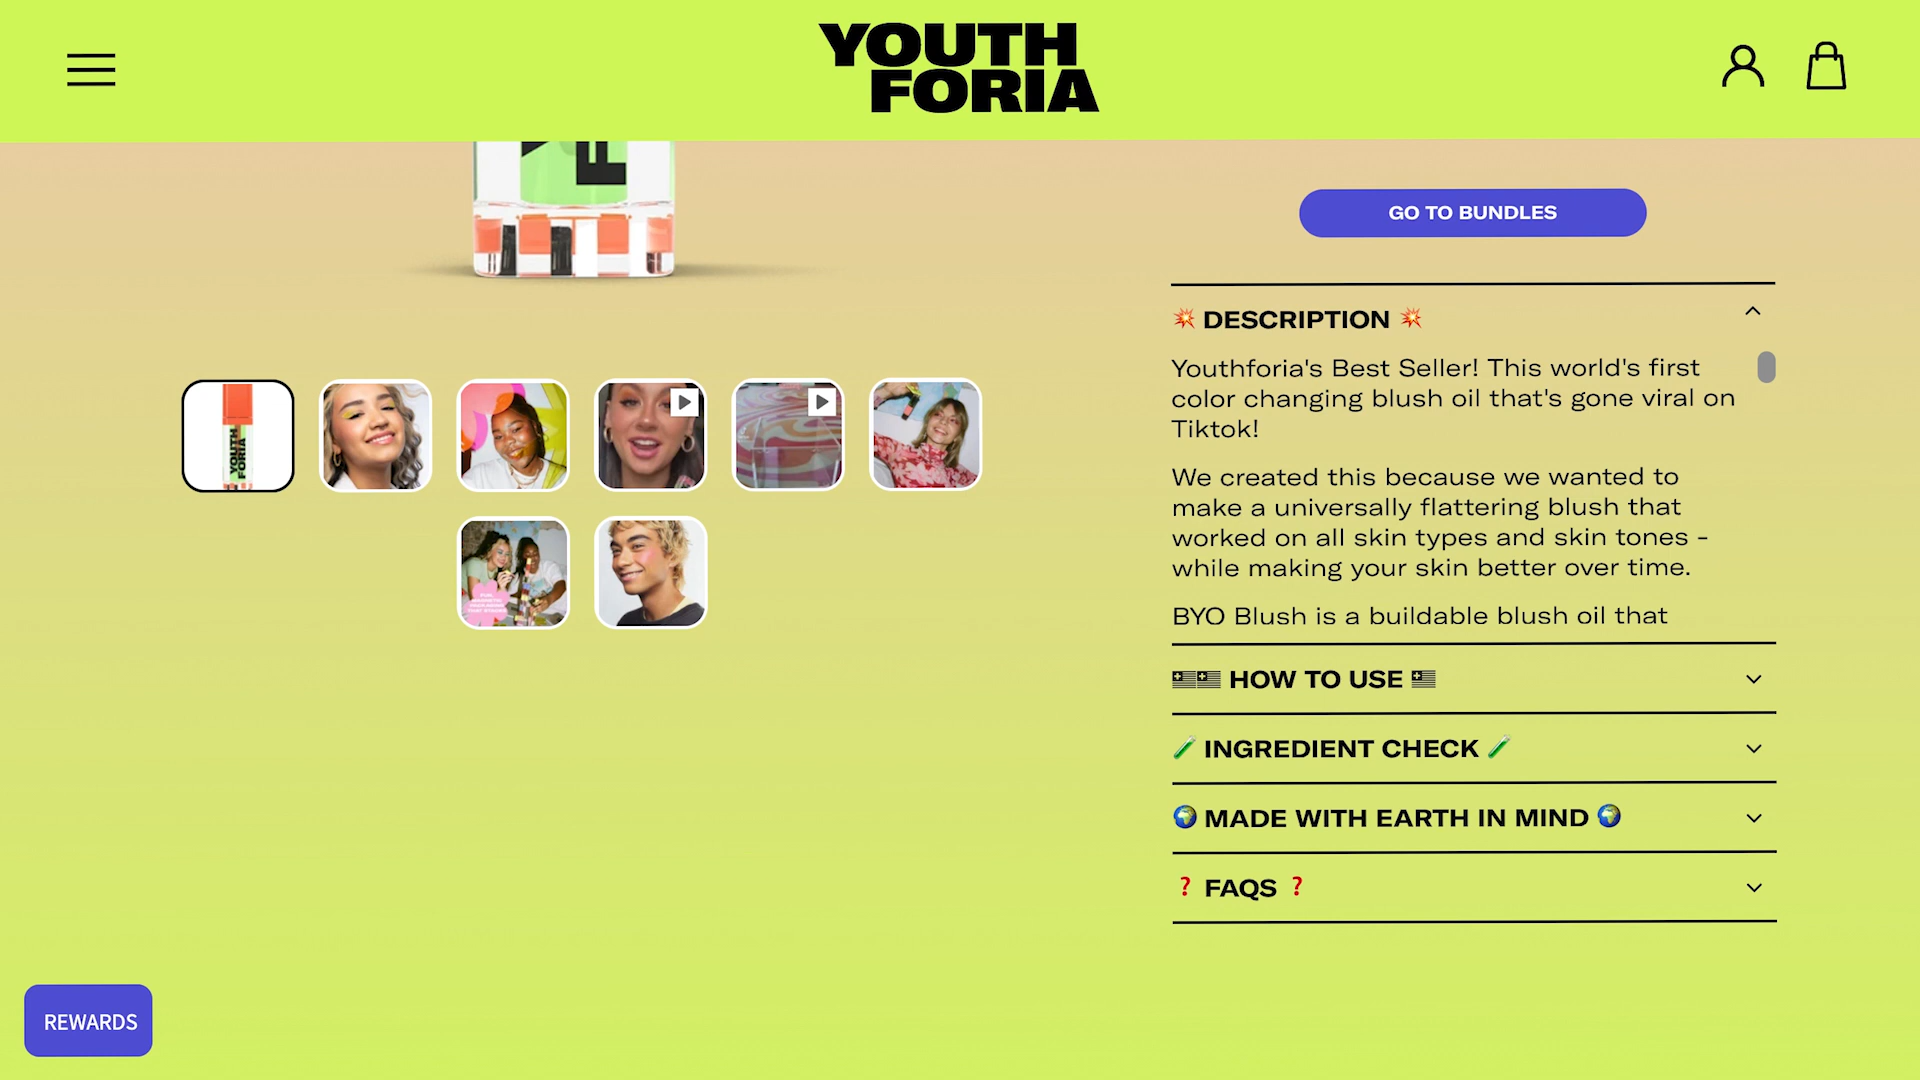 YOUTH
FORIA
GO TO BUNDLES
DESCRIPTION
Youthforia's Best Seller! This world's first
color changing blush oil that's gone viral on
Tiktok!
We created this because we wanted to
make a universally flattering blush that
worked on all skin types and skin tones -
while making your skin better over time.
BYO Blush is a buildable blush oil that
HOW TO USE
INGREDIENT CHECK
MADE WITH EARTH IN MIND
❓ FAQS ❓
YOUTH
FORIA
REWARDS